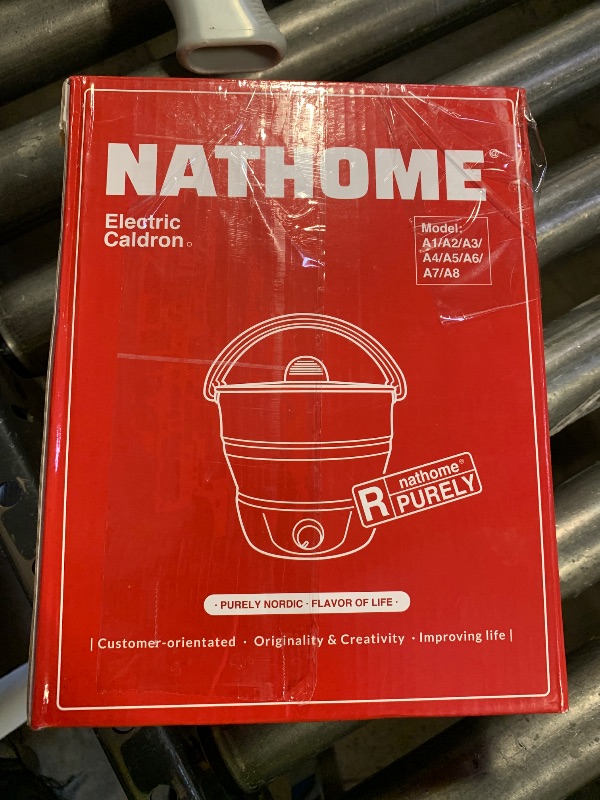 NATHOME®
Electric
Caldron.
Model:
A1/A2/A3/
A4/A5/A6/
A7/A8
R
nathome®
PURELY
· PURELY NORDIC · FLAVOR OF LIFE ·
| Customer-orientated · Originality & Creativity · Improving life |